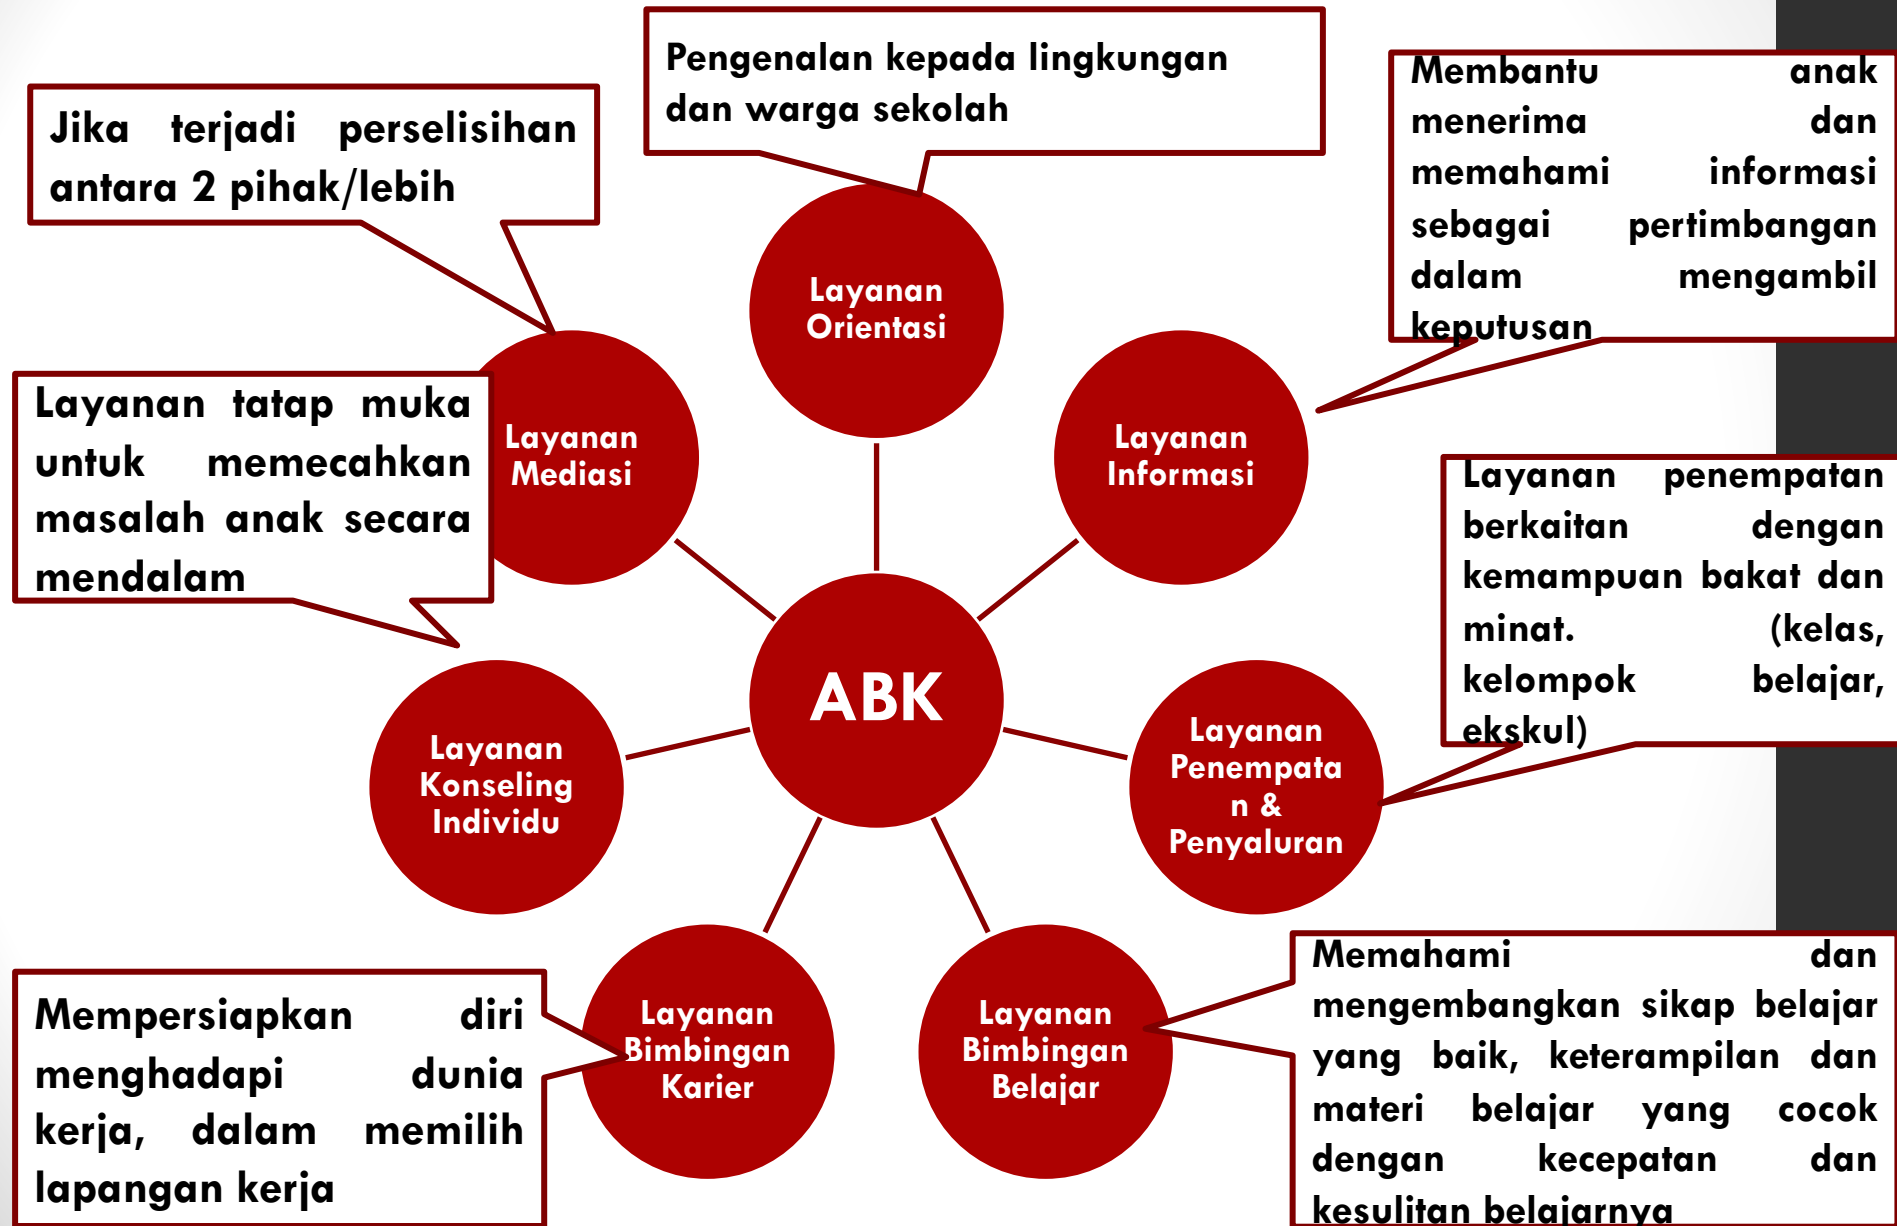 Pengenalan kepada lingkungan
dan warga sekolah
Jika terjadi perselisihan
antara 2 pihak/lebih
Membantu anak
menerima dan
memahami informasi
sebagai pertimbangan
dalam mengambil
keputusan
Layanan
Orientasi
Layanan tatap muka
untuk memecahkan
masalah anak secara
mendalam
Layanan
Mediasi
Layanan
Informasi
Layanan penempatan
berkaitan dengan
kemampuan bakat dan
minat. (kelas,
kelompok belajar,
ekskul)
ABK
Layanan
Konseling
Individu
Layanan
Penempata
n &
Penyaluran
Mempersiapkan diri
menghadapi dunia
kerja, dalam memilih
lapangan kerja
Layanan
Bimbingan
Karier
Layanan
Bimbingan
Belajar
Memahami dan
mengembangkan sikap belajar
yang baik, keterampilan dan
materi belajar yang cocok
dengan kecepatan dan
kesulitan belajarnya